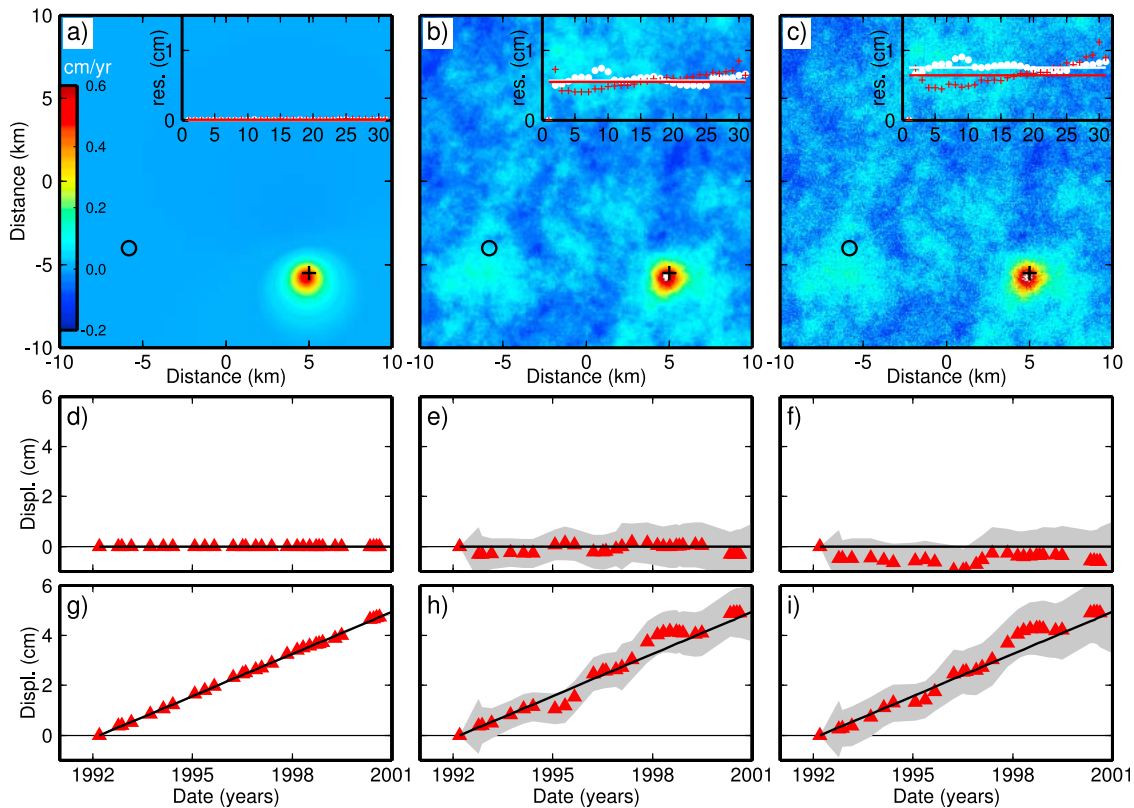 a)
b)
c)
cm/yr
0.6
0.4
0.2
0.0
-0.2
res. (cm)
1
0
0 5 10 15 20 25 30
res. (cm)
1
0
0 5 10 15 20 25 30
res. (cm)
1
0
0 5 10 15 20 25 30
Distance (km)
10
5
0
-5
-10
-10 -5 0 5 10
Distance (km)
-10 -5 0 5 10
Distance (km)
-10 -5 0 5 10
Distance (km)
d)
e)
f)
Displ. (cm)
6
4
2
0
g)
h)
i)
Displ. (cm)
6
4
2
0
1992 1995 1998 2001
Date (years)
1992 1995 1998 2001
Date (years)
1992 1995 1998 2001
Date (years)